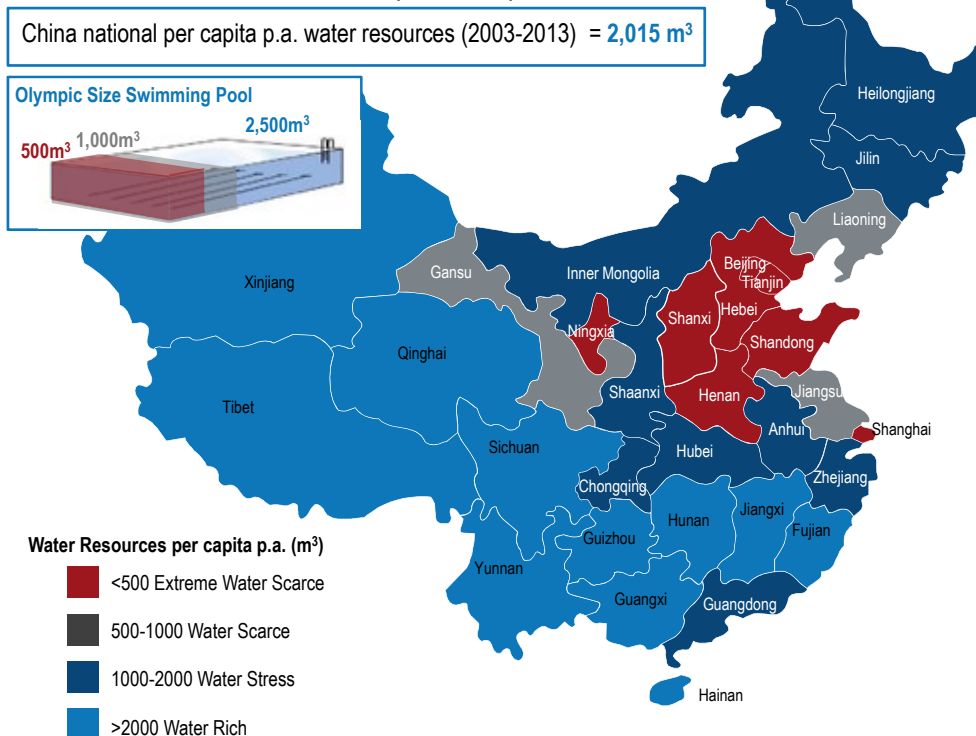 China national per capita p.a. water resources (2003-2013) = 2,015 m³
Olympic Size Swimming Pool
2,500m³
1,000m³
500m³
Heilongjiang
Jilin
Liaoning
Inner Mongolia
Gansu
Xinjiang
Beijing
Tianjin
Hebei
Shanxi
Ningxia
Shandong
Qinghai
Shaanxi
Henan
Jiangsu
Tibet
Shanghai
Anhui
Sichuan
Hubei
Zhejiang
Chongqing
Hunan
Jiangxi
Fujian
Guizhou
Yunnan
Guangxi
Guangdong
Hainan
Water Resources per capita p.a. (m³)
<500 Extreme Water Scarce
500-1000 Water Scarce
1000-2000 Water Stress
>2000 Water Rich